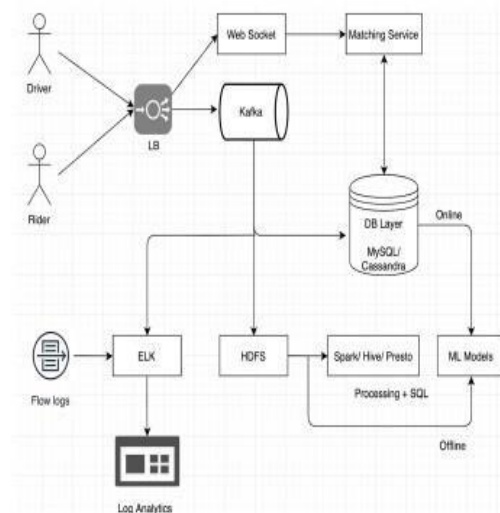 Web Socket
Matching Service
Driver
Kafka
LB
Rider
DB Layer
MySQL/
Cassandra
Online
ELK
HDFS
Spark/ Hive/ Presto
ML Models
Flow logs
Processing + SQL
Offline
Log Analytics